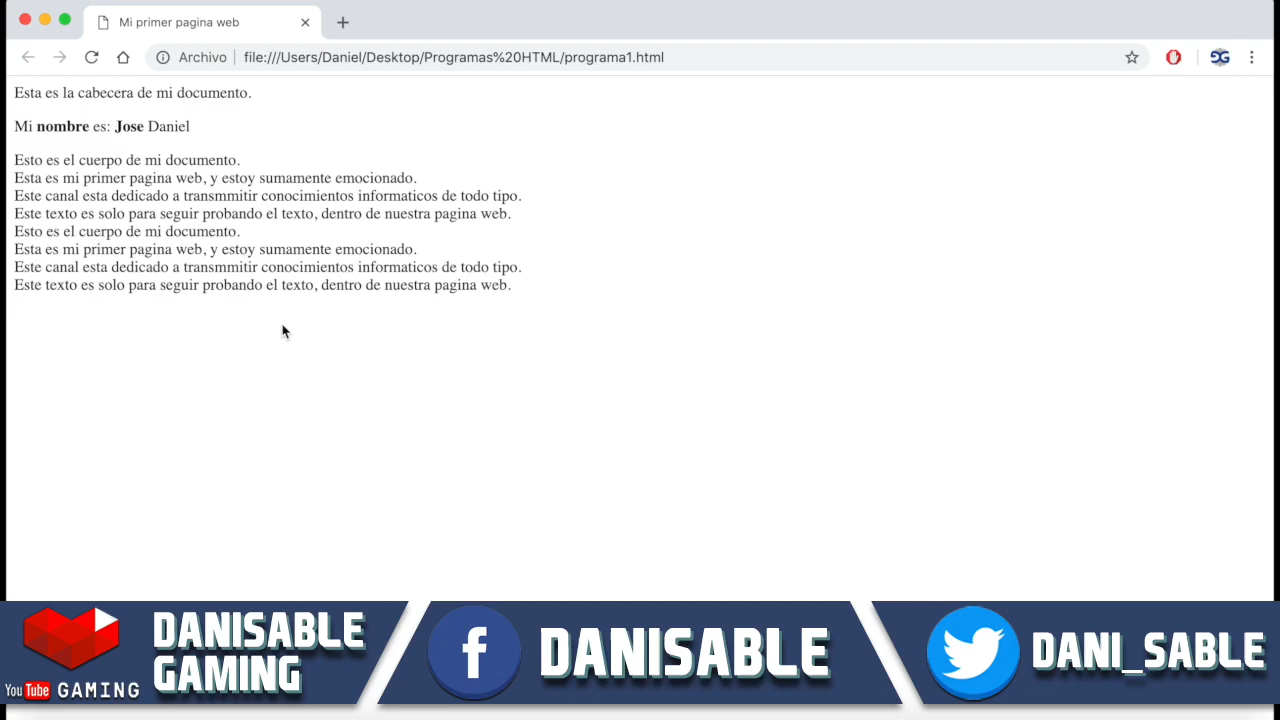 Mi primer pagina web
Archivo file:///Users/Daniel/Desktop/Programas%20HTML/programa1.html
Esta es la cabecera de mi documento.
Mi nombre es: Jose Daniel
Esto es el cuerpo de mi documento.
Esta es mi primer pagina web, y estoy sumamente emocionado.
Este canal esta dedicado a transmmitir conocimientos informaticos de todo tipo.
Este texto es solo para seguir probando el texto, dentro de nuestra pagina web.
Esto es el cuerpo de mi documento.
Esta es mi primer pagina web, y estoy sumamente emocionado.
Este canal esta dedicado a transmmitir conocimientos informaticos de todo tipo.
Este texto es solo para seguir probando el texto, dentro de nuestra pagina web.
YouTube GAMING
DANISABLE
GAMING
DANISABLE
DANI_SABLE